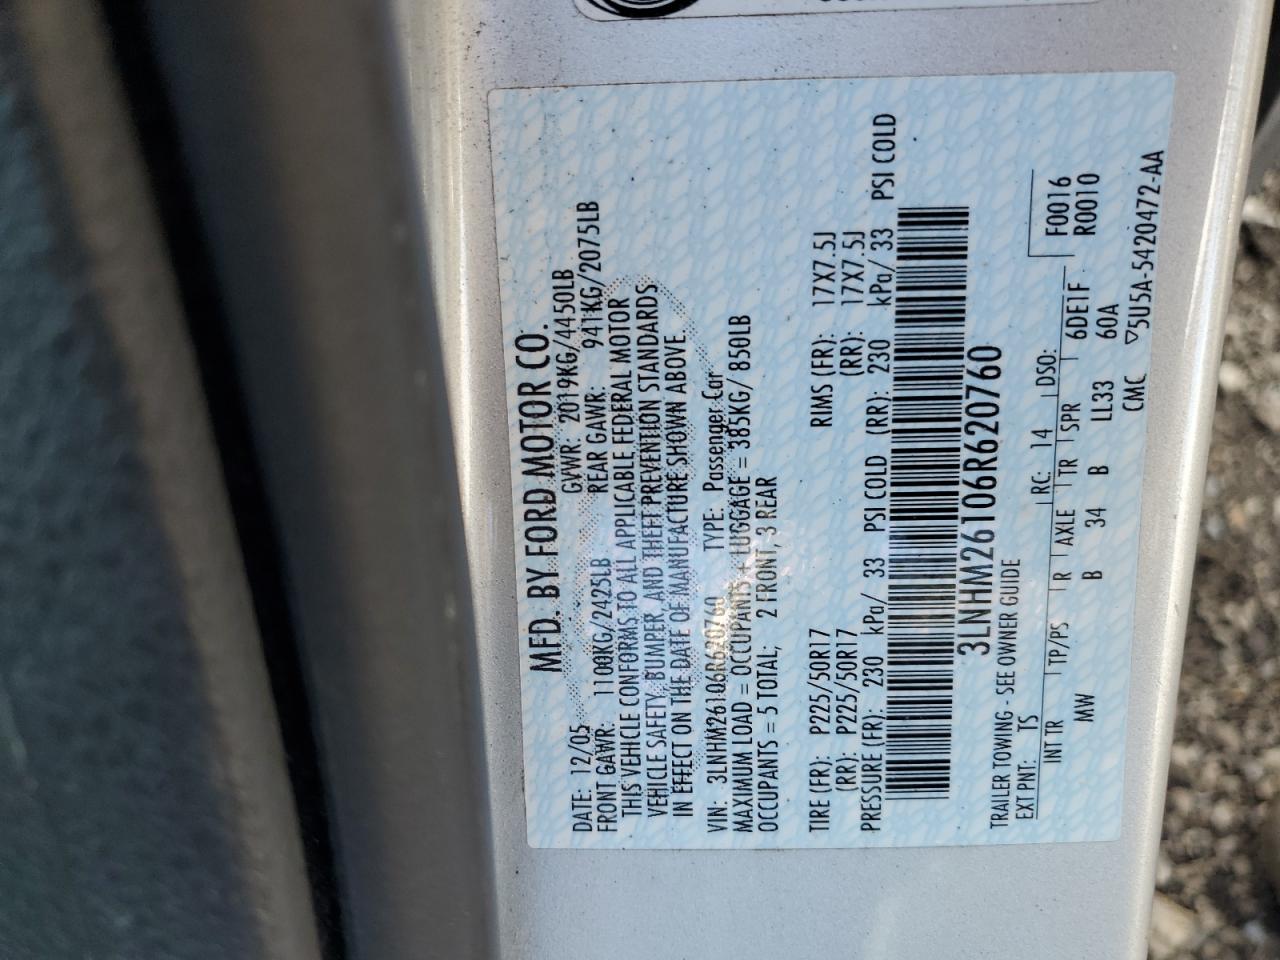 MFD. BY FORD MOTOR CO.
DATE: 12/05 GVWR: 2019KG/4450LB
FRONT GAWR: 1100KG/2425LB REAR GAWR: 941KG/2075LB
THIS VEHICLE CONFORMS TO ALL APPLICABLE FEDERAL MOTOR
VEHICLE SAFETY, BUMPER, AND THEFT PREVENTION STANDARDS
IN EFFECT ON THE DATE OF MANUFACTURE SHOWN ABOVE.
VIN: 3LNHM26106R620760 TYPE: Passenger Car
MAXIMUM LOAD = OCCUPANTS + LUGGAGE = 385KG/ 850LB
OCCUPANTS = 5 TOTAL; 2 FRONT, 3 REAR
TIRE (FR): P225/50R17 RIMS (FR): 17X7.5J
(RR): P225/50R17 (RR): 17X7.5J
PRESSURE (FR): 230 kPa/ 33 PSI COLD (RR): 230 kPa/ 33 PSI COLD
3LNHM26106R620760
TRAILER TOWING - SEE OWNER GUIDE F0016
EXT PNT: TS RC: 14 DSO: R0010
INT TR TP/PS R AXLE TR SPR 6DE1F
MW B 34 B LL33 60A
CMC ▽5U5A-5420472-AA